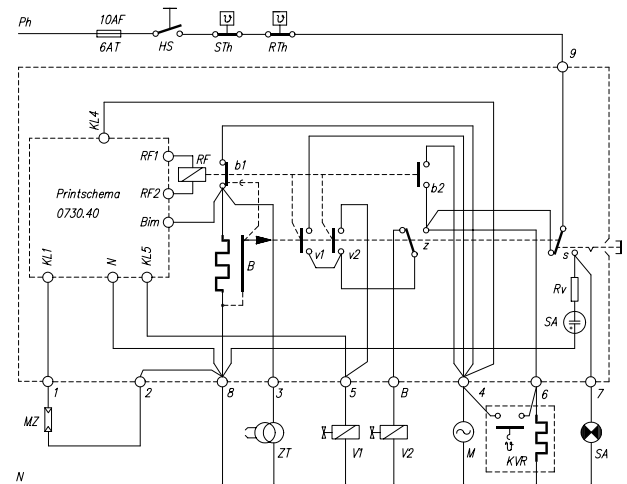 Ph
10AF
6AT
HS
ϑ
STh
ϑ
RTh
9
KL4
RF1
RF
b1
Printschema
0730.40
RF2
b2
Bim
KL1
N
KL5
B
v1
v2
z
s
Rv
SA
1
2
8
3
5
B
4
6
7
MZ
ZT
V1
V2
M
ϑ
KVR
SA
N